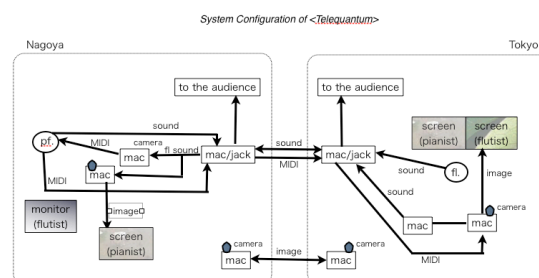 System Configuration of <Telequantum>
Nagoya
Tokyo
to the audience
to the audience
sound
pf.
MIDI
camera
mac
fl sound
mac/jack
sound
MIDI
mac/jack
screen
(pianist)
screen
(flutist)
mac
MIDI
sound
fl.
image
sound
monitor
(flutist)
image
screen
(pianist)
mac
mac
camera
MIDI
camera
mac
image
camera
mac